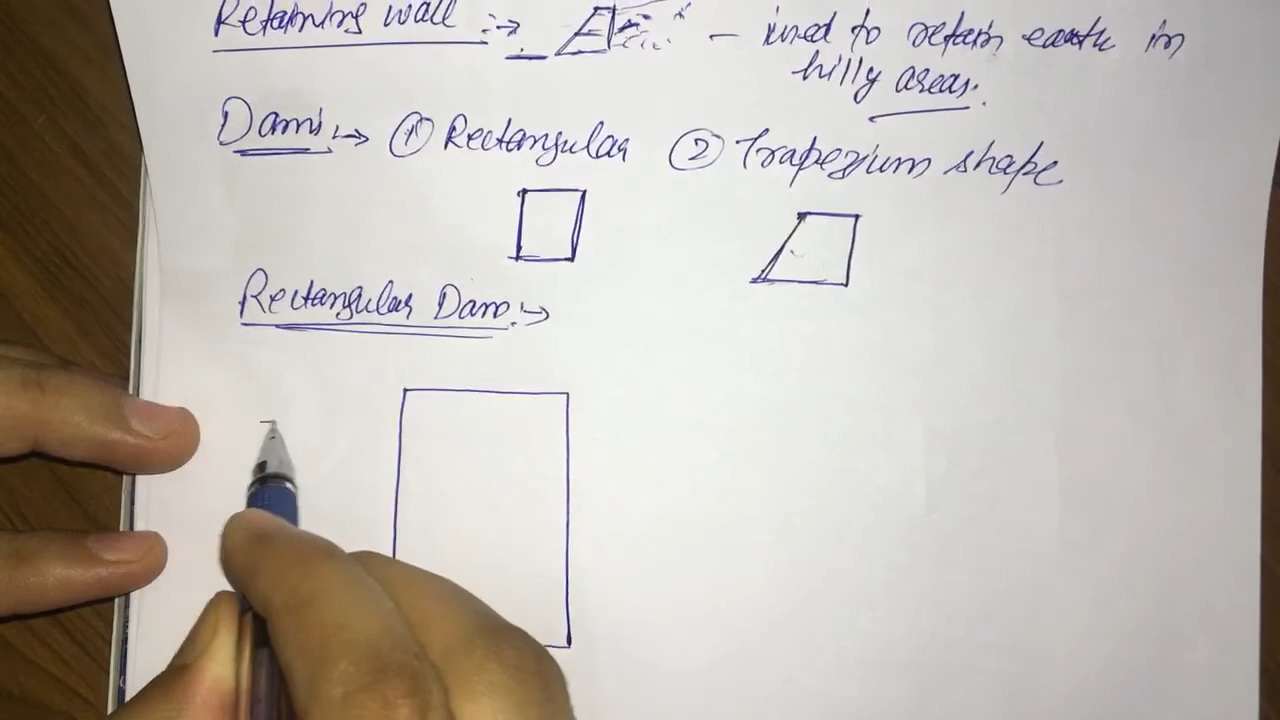 Retaining wall :→ - used to retain earth in
hilly areas.
Dams :→ ① Rectangular ② Trapezium shape
Rectangular Dam :→